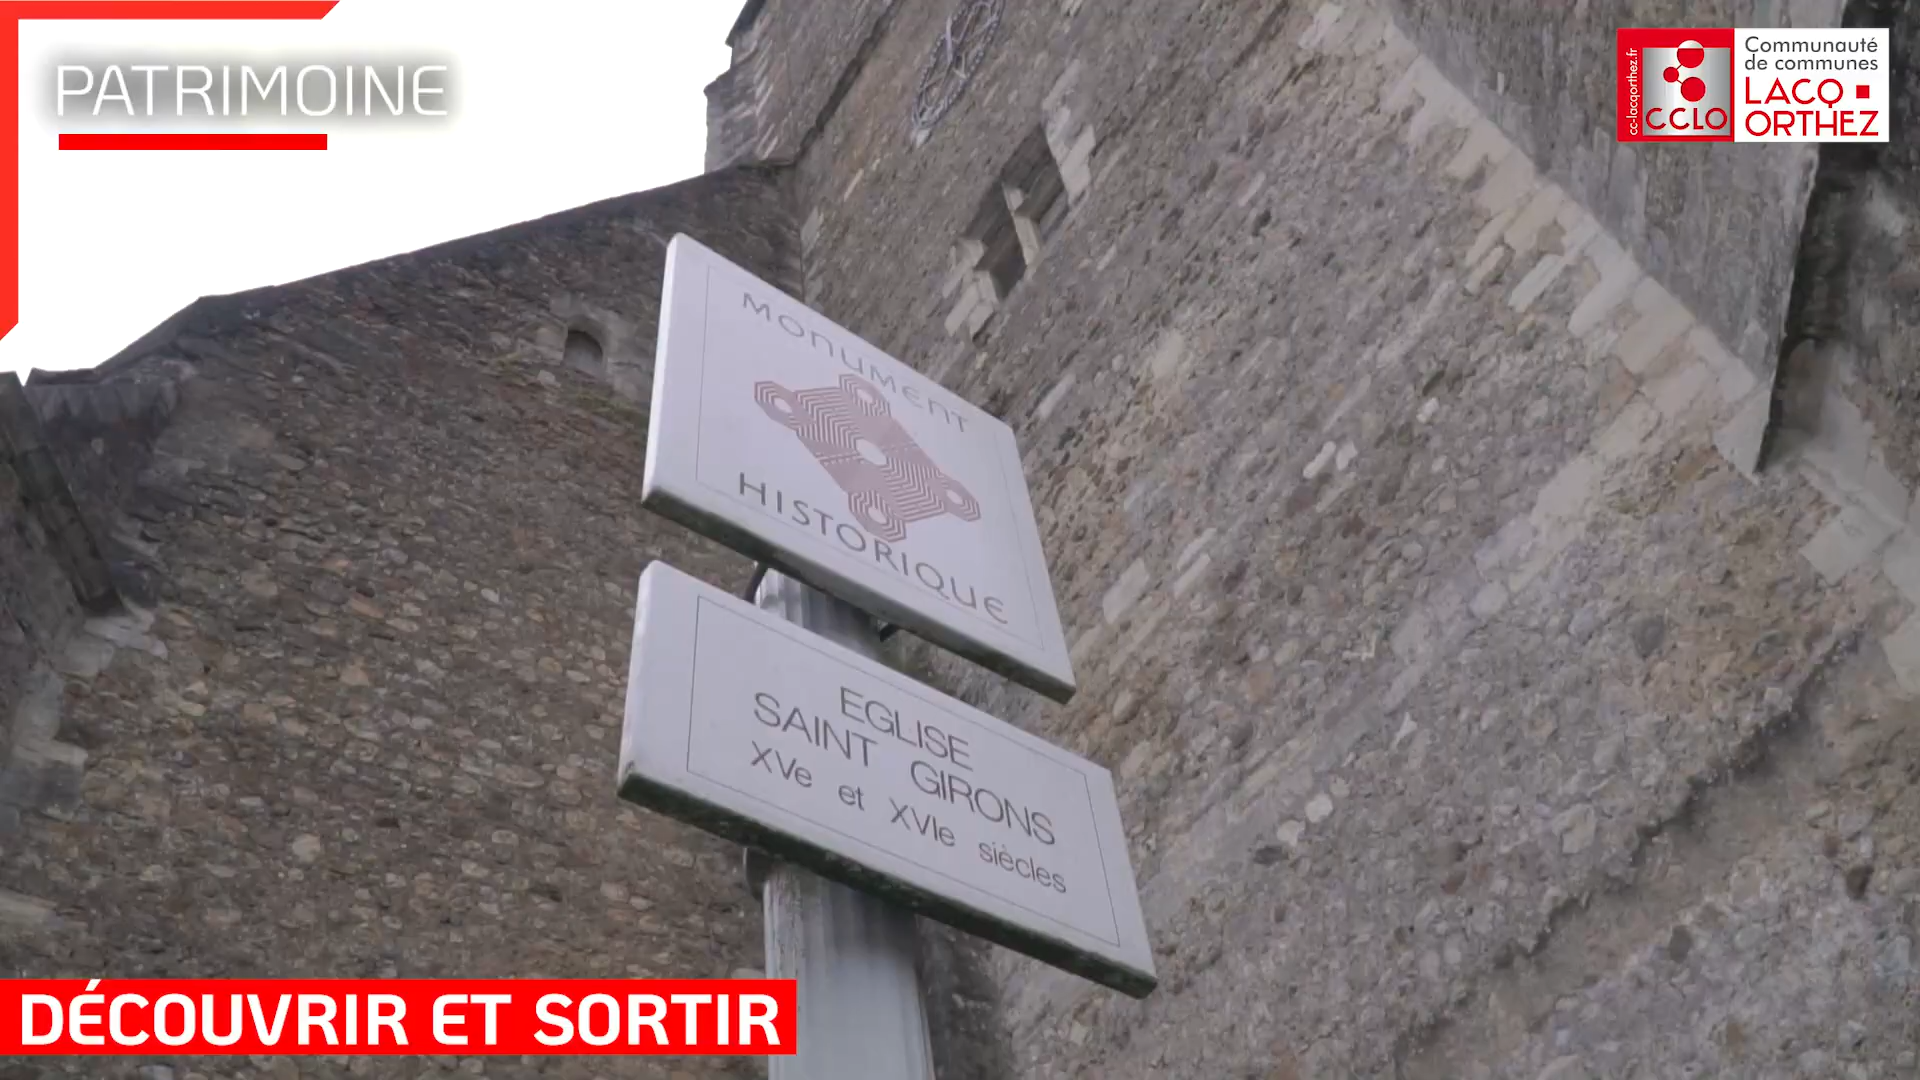 PATRIMOINE
cc-lacqorthez.fr
CCLO
Communauté
de communes
LACQ
ORTHEZ
MONUMENT
HISTORIQUE
EGLISE
SAINT GIRONS
XVe et XVIe siècles
DÉCOUVRIR ET SORTIR